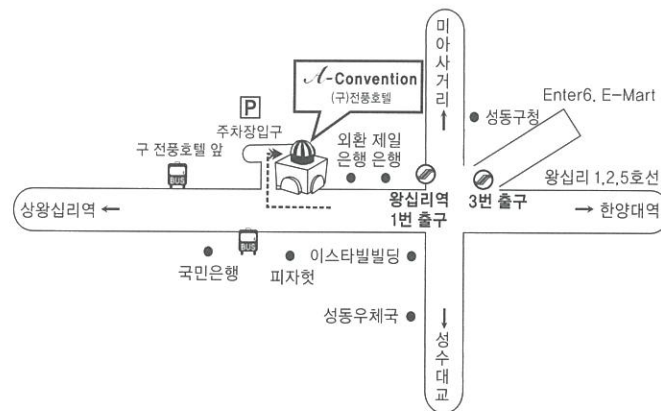 미아사거리
A-Convention
(구)전풍호텔
P
주차장입구
Enter6, E-Mart
성동구청
외환 제일
은행 은행
구 전풍호텔 앞
BUS
왕십리 1,2,5호선
왕십리역
1번 출구
3번 출구
상왕십리역 ←
→ 한양대역
BUS
국민은행
피자헛
이스타빌빌딩
성동우체국
성수대교